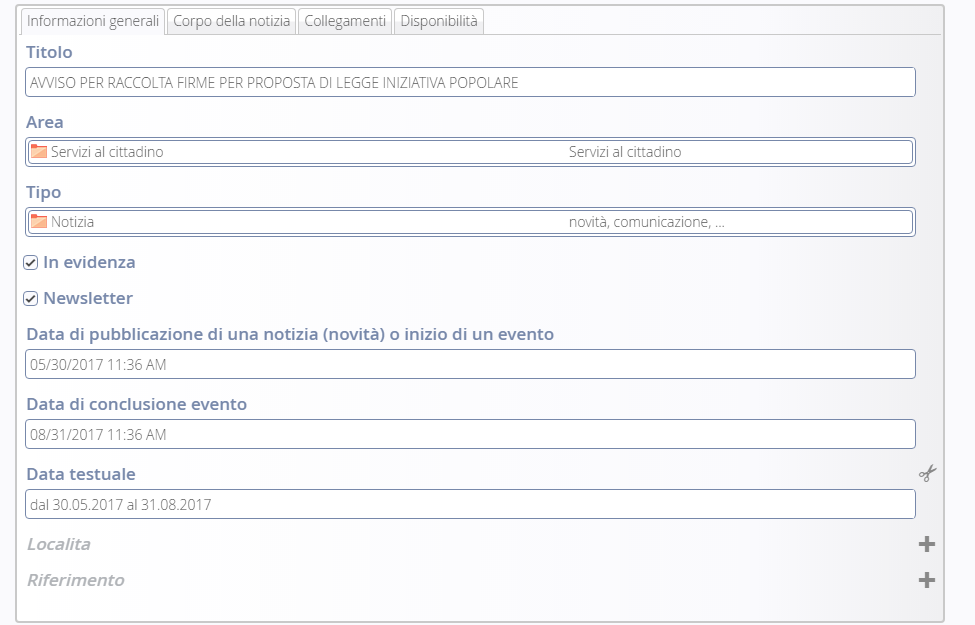 Informazioni generali Corpo della notizia Collegamenti Disponibilità
Titolo
AVVISO PER RACCOLTA FIRME PER PROPOSTA DI LEGGE INIZIATIVA POPOLARE
Area
Servizi al cittadino Servizi al cittadino
Tipo
Notizia novità, comunicazione, ...
In evidenza
Newsletter
Data di pubblicazione di una notizia (novità) o inizio di un evento
05/30/2017 11:36 AM
Data di conclusione evento
08/31/2017 11:36 AM
Data testuale
dal 30.05.2017 al 31.08.2017
Localita
Riferimento